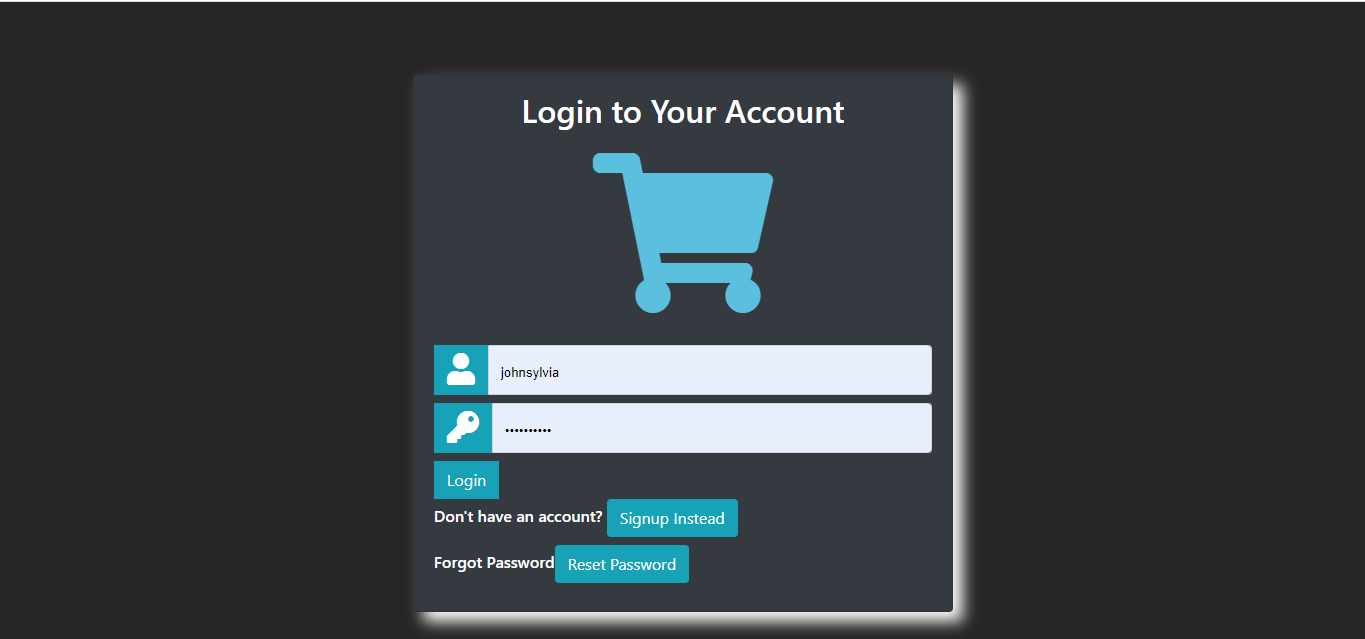 Login to Your Account
johnsylvia
••••••••••
Login
Don't have an account? Signup Instead
Forgot Password Reset Password